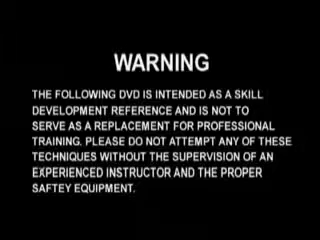 WARNING
THE FOLLOWING DVD IS INTENDED AS A SKILL
DEVELOPMENT REFERENCE AND IS NOT TO
SERVE AS A REPLACEMENT FOR PROFESSIONAL
TRAINING. PLEASE DO NOT ATTEMPT ANY OF THESE
TECHNIQUES WITHOUT THE SUPERVISION OF AN
EXPERIENCED INSTRUCTOR AND THE PROPER
SAFTEY EQUIPMENT.